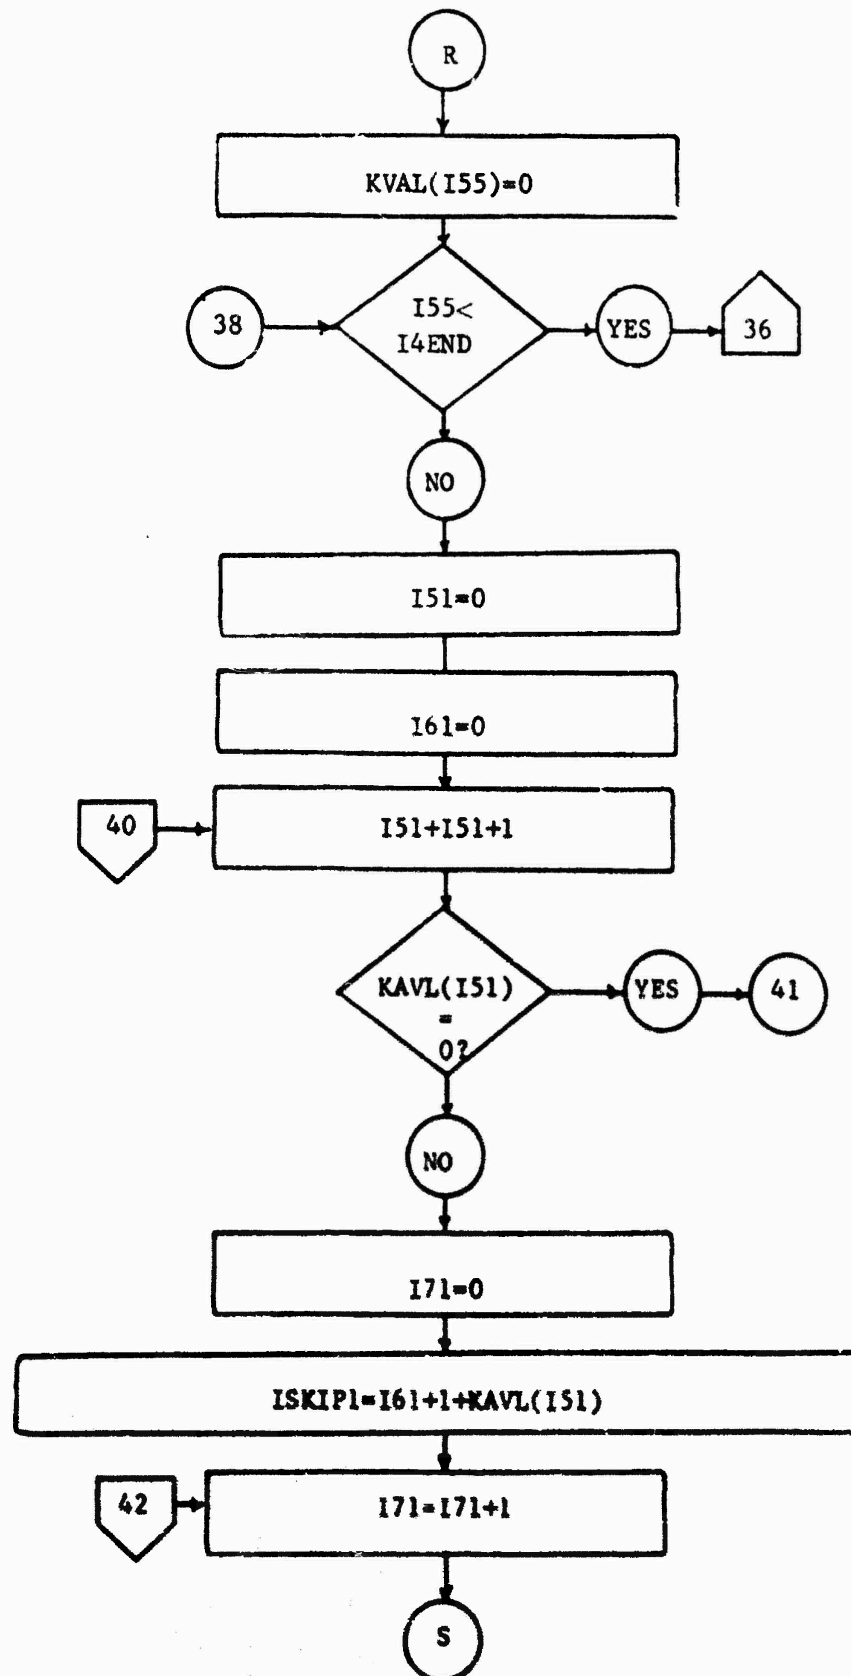 R
KVAL(I55)=0
38
I55<
I4END
YES
36
NO
I51=0
I61=0
40
I51+I51+1
KAVL(I51)
=
0?
YES
41
NO
I71=0
ISKIP1=I61+1+KAVL(I51)
42
I71=I71+1
S